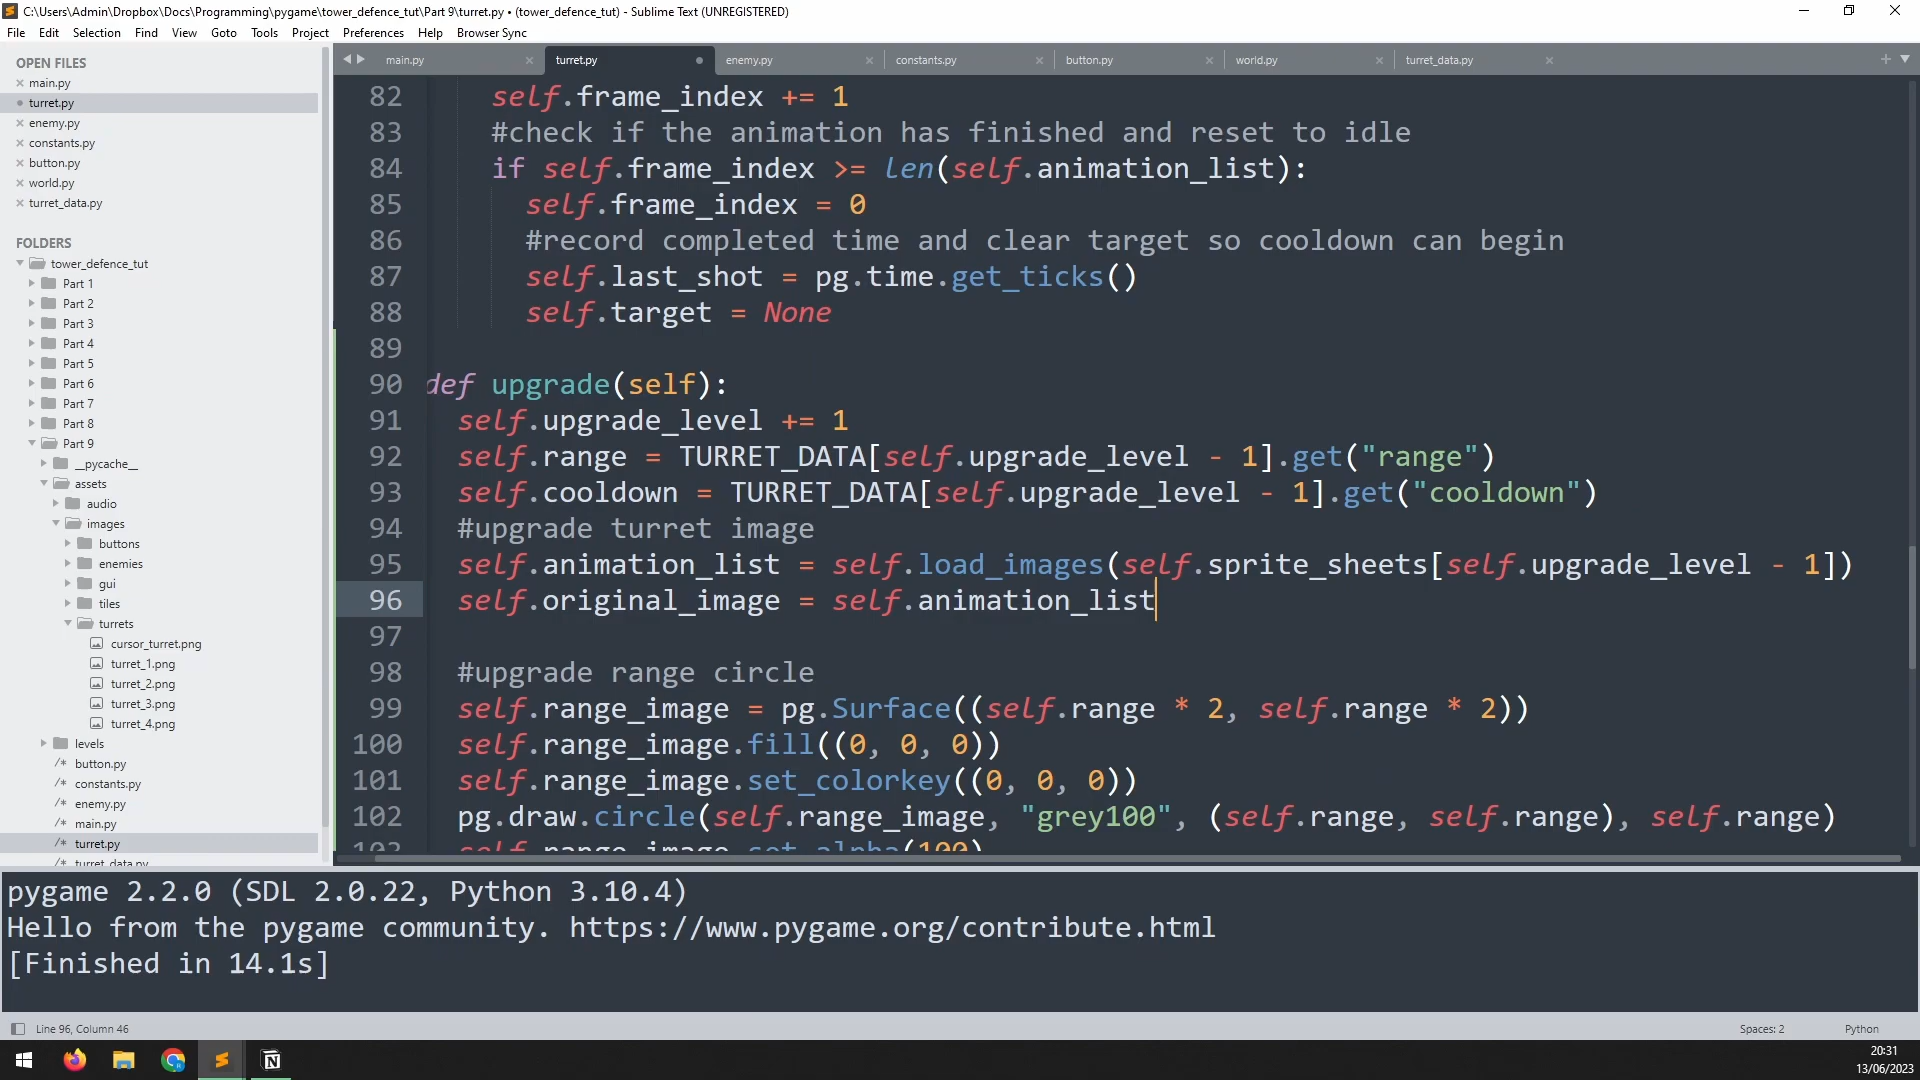 C:\Users\Admin\Dropbox\Docs\Programming\pygame\tower_defence_tut\Part 9\turret.py • (tower_defence_tut) - Sublime Text (UNREGISTERED)
File Edit Selection Find View Goto Tools Project Preferences Help Browser Sync
OPEN FILES
main.py
turret.py
enemy.py
constants.py
button.py
world.py
turret_data.py
FOLDERS
tower_defence_tut
Part 1
Part 2
Part 3
Part 4
Part 5
Part 6
Part 7
Part 8
Part 9
__pycache__
assets
audio
images
buttons
enemies
gui
tiles
turrets
cursor_turret.png
turret_1.png
turret_2.png
turret_3.png
turret_4.png
levels
/* button.py
/* constants.py
/* enemy.py
/* main.py
/* turret.py
/* turret_data.py
main.py turret.py enemy.py constants.py button.py world.py turret_data.py
82 self.frame_index += 1
83 #check if the animation has finished and reset to idle
84 if self.frame_index >= len(self.animation_list):
85 self.frame_index = 0
86 #record completed time and clear target so cooldown can begin
87 self.last_shot = pg.time.get_ticks()
88 self.target = None
89
90 def upgrade(self):
91 self.upgrade_level += 1
92 self.range = TURRET_DATA[self.upgrade_level - 1].get("range")
93 self.cooldown = TURRET_DATA[self.upgrade_level - 1].get("cooldown")
94 #upgrade turret image
95 self.animation_list = self.load_images(self.sprite_sheets[self.upgrade_level - 1])
96 self.original_image = self.animation_list
97
98 #upgrade range circle
99 self.range_image = pg.Surface((self.range * 2, self.range * 2))
100 self.range_image.fill((0, 0, 0))
101 self.range_image.set_colorkey((0, 0, 0))
102 pg.draw.circle(self.range_image, "grey100", (self.range, self.range), self.range)
103 self.range_image.set_alpha(100)
pygame 2.2.0 (SDL 2.0.22, Python 3.10.4)
Hello from the pygame community. https://www.pygame.org/contribute.html
[Finished in 14.1s]
Line 96, Column 46
Spaces: 2
Python
20:31
13/06/2023